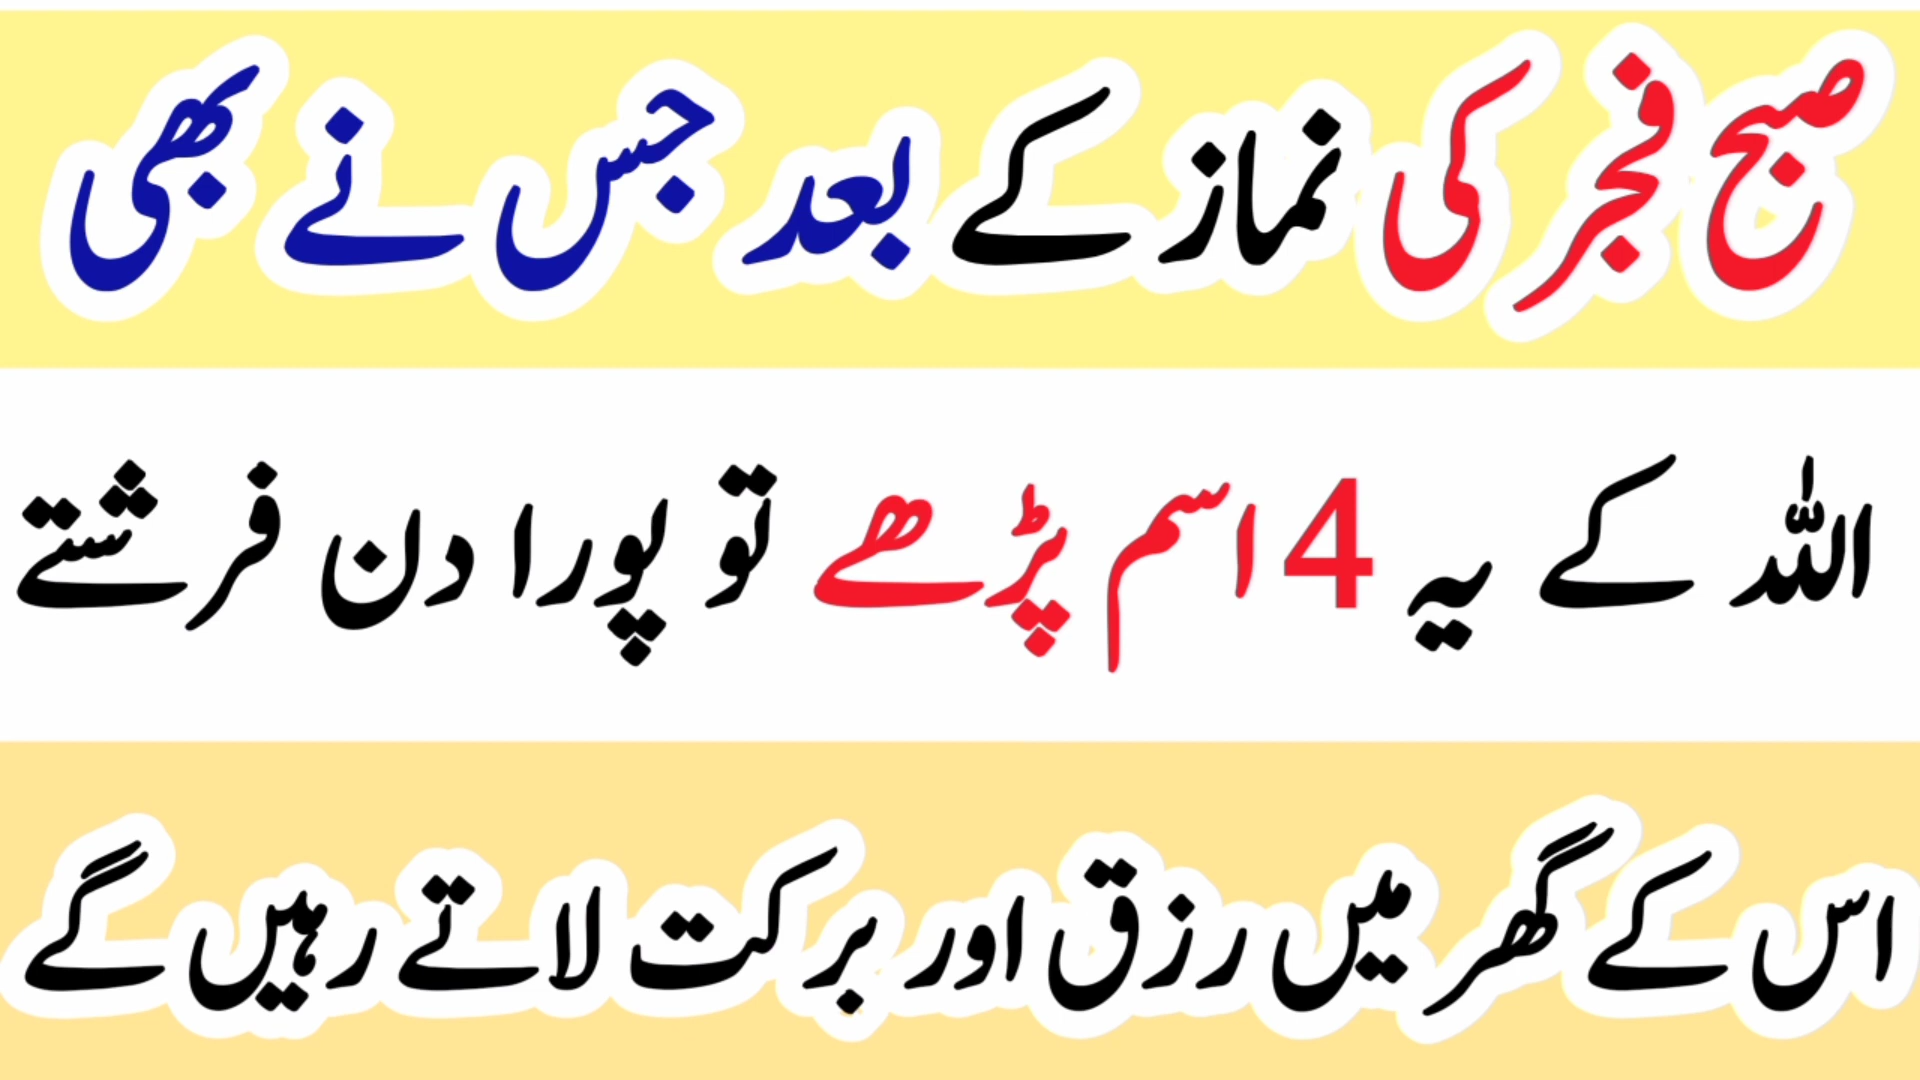 صبح فجر کی نماز کے بعد جس نے بھی
اللہ کے یہ 4 اسم پڑھے تو پورا دن فرشتے
اس کے گھر میں رزق اور برکت لاتے رہیں گے